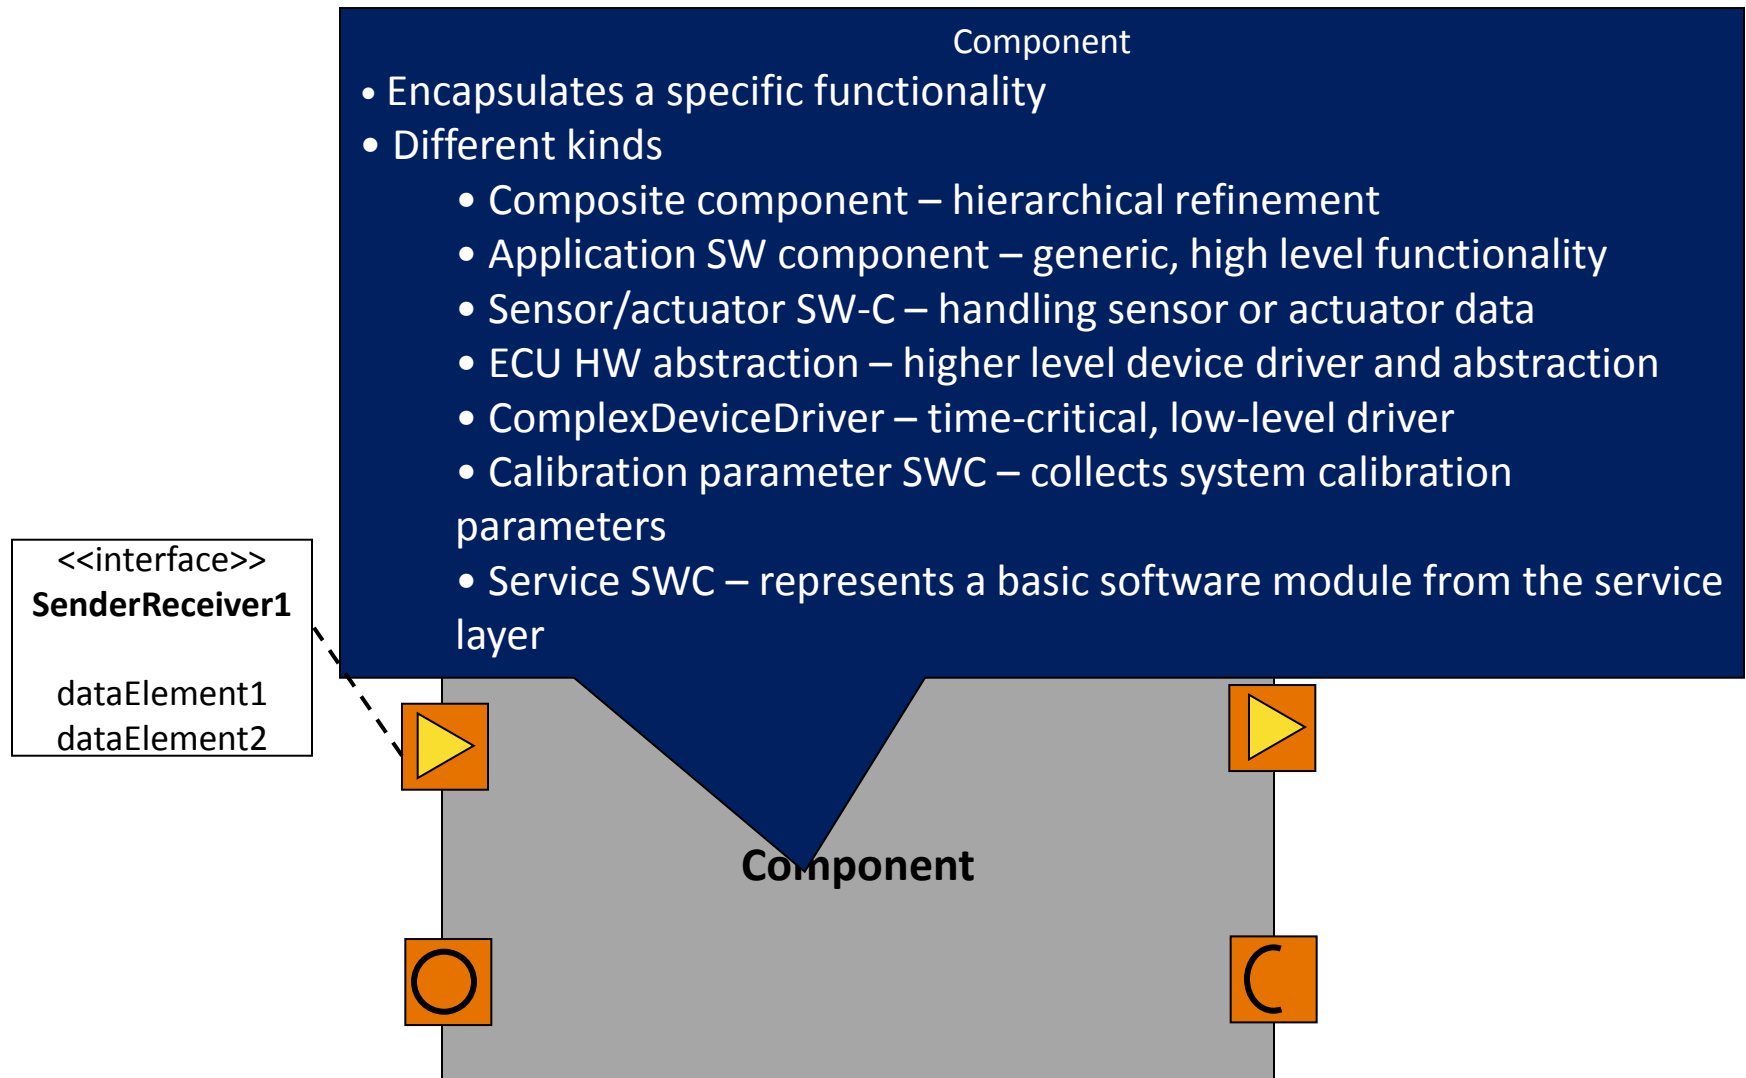 Component
• Encapsulates a specific functionality
• Different kinds
• Composite component – hierarchical refinement
• Application SW component – generic, high level functionality
• Sensor/actuator SW-C – handling sensor or actuator data
• ECU HW abstraction – higher level device driver and abstraction
• ComplexDeviceDriver – time-critical, low-level driver
• Calibration parameter SWC – collects system calibration
parameters
• Service SWC – represents a basic software module from the service
layer
<<interface>>
SenderReceiver1
dataElement1
dataElement2
Component